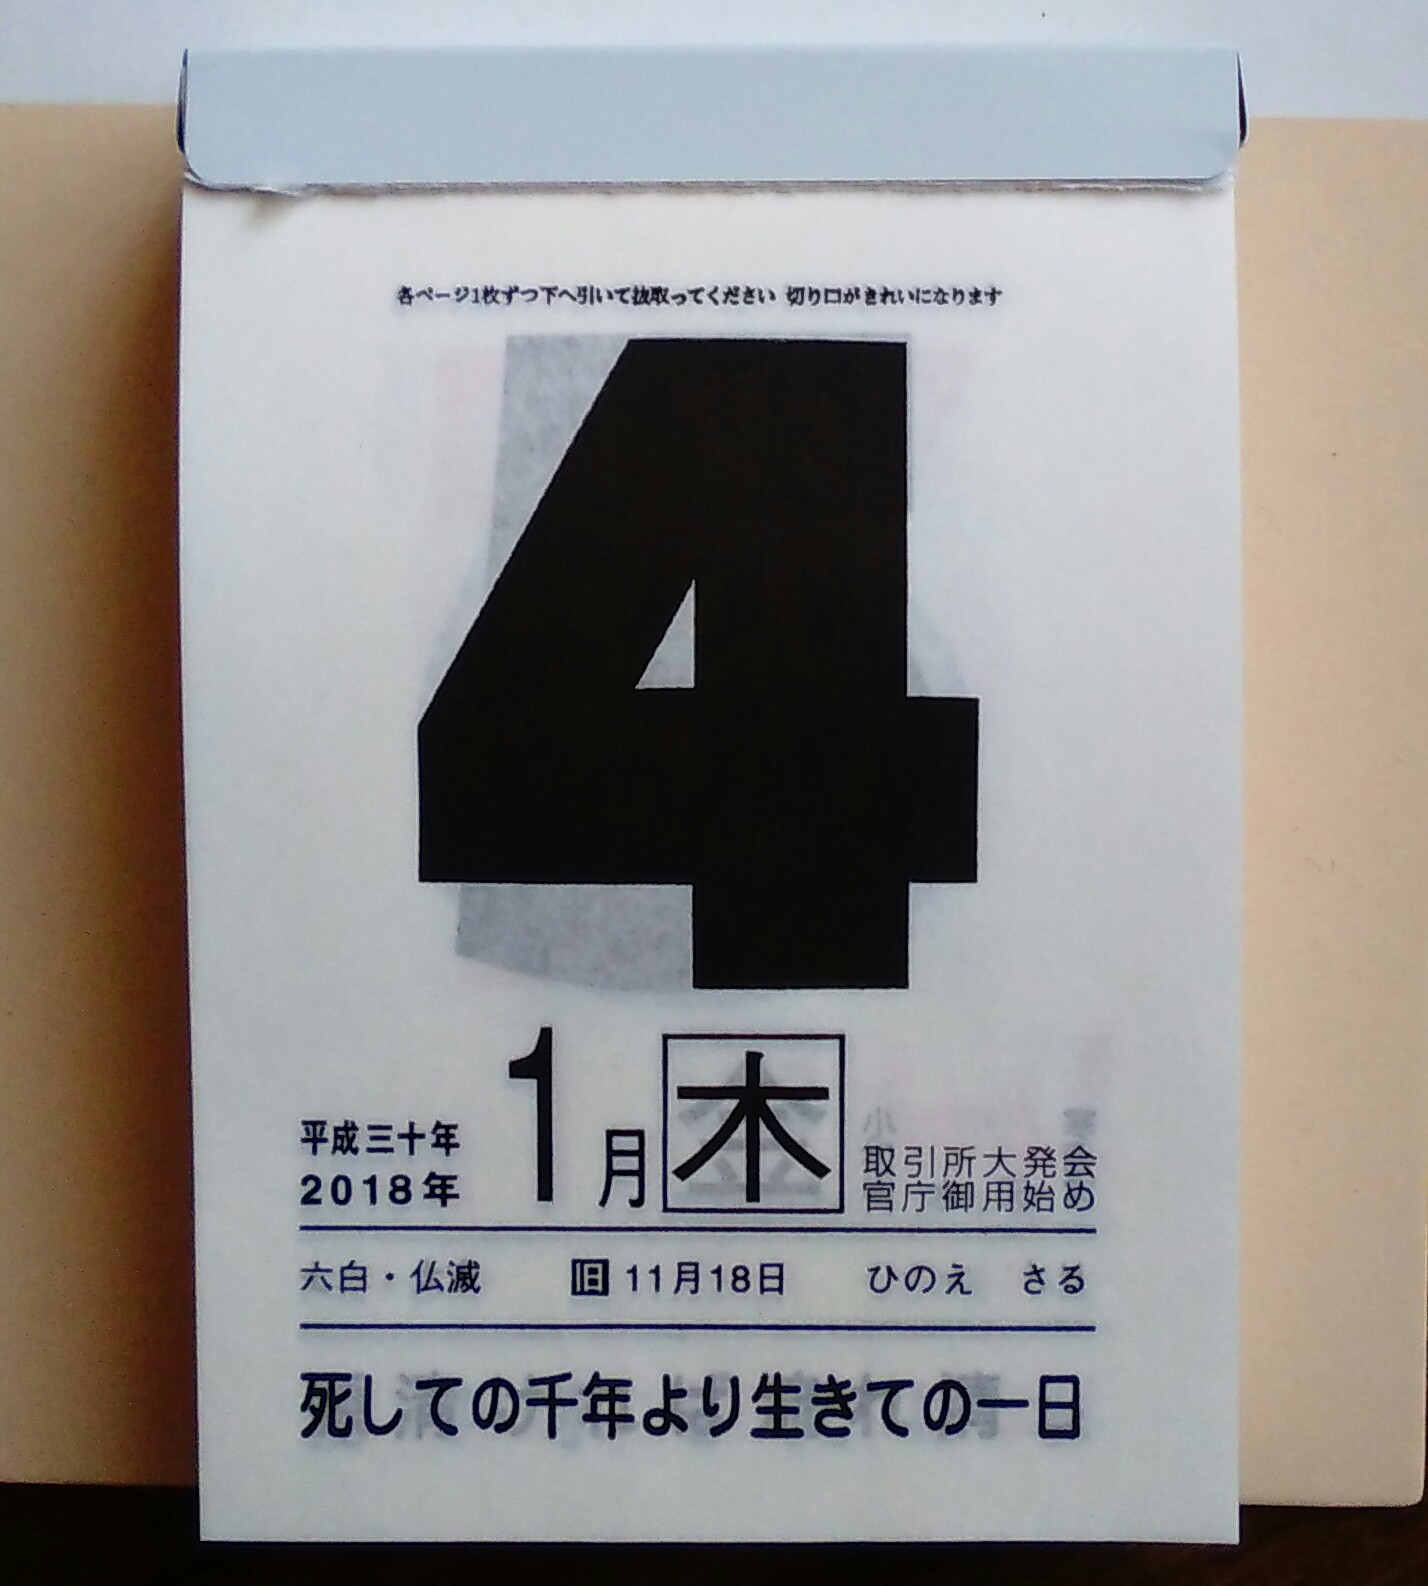 各ページ1枚ずつ下へ引いて抜取ってください 切り口がきれいになります
4
1月 木
平成三十年
2018年
取引所大発会
官庁御用始め
六白・仏滅 旧 11月18日 ひのえ さる
死しての千年より生きての一日